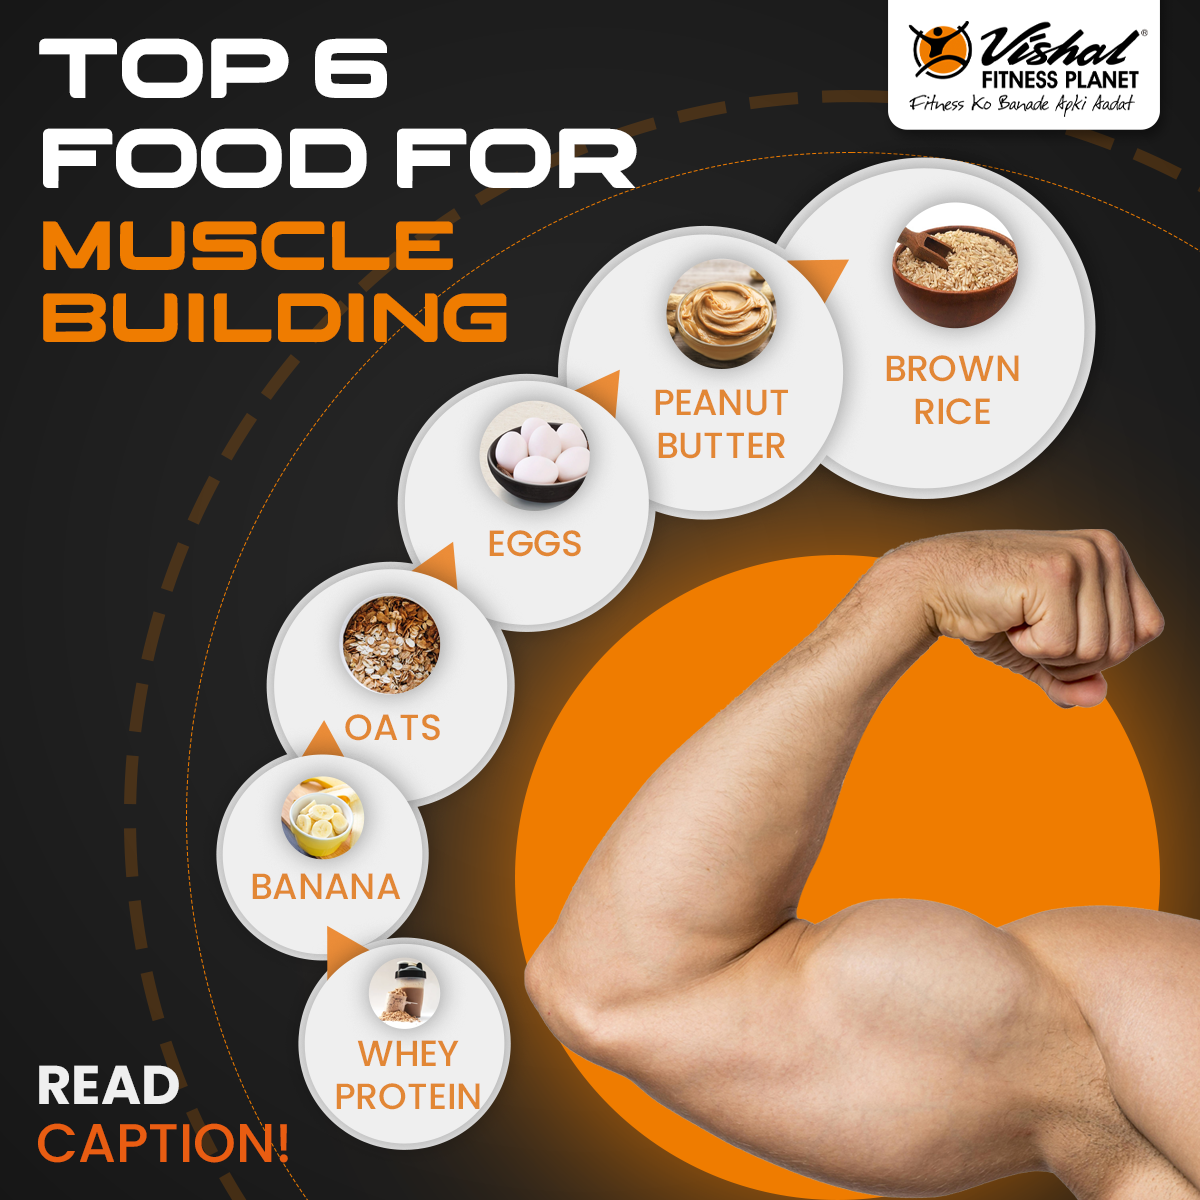 TOP 6
FOOD FOR
MUSCLE
BUILDING
Vishal®
FITNESS PLANET
Fitness Ko Banade Apki Aadat
BROWN
RICE
PEANUT
BUTTER
EGGS
OATS
BANANA
WHEY
PROTEIN
READ
CAPTION!